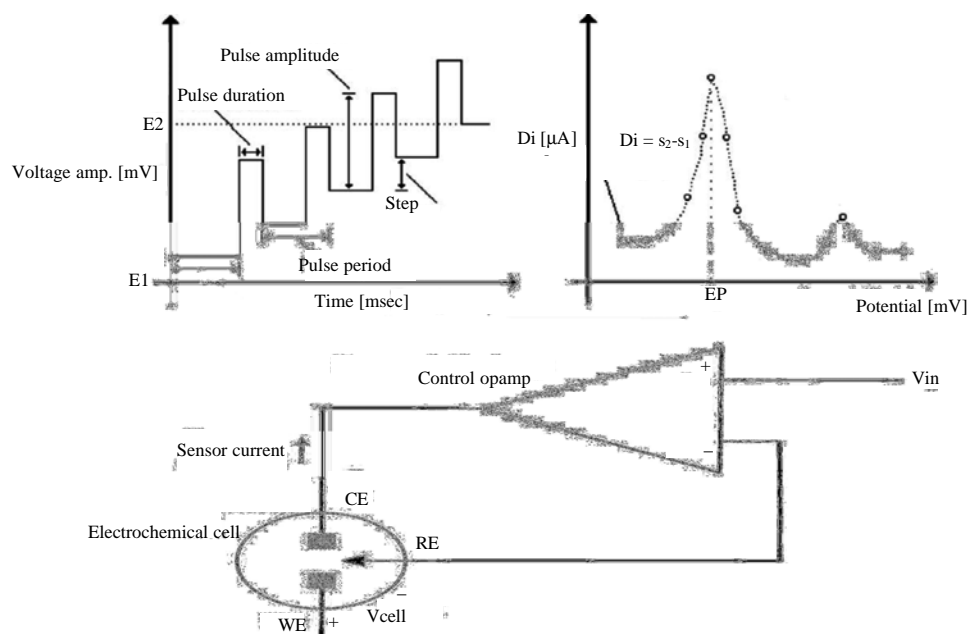 Pulse amplitude
Pulse duration
E2
Voltage amp. [mV]
Step
Pulse period
E1
Time [msec]
Di [µA]
Di = s₂-s₁
EP
Potential [mV]
Control opamp
+
Vin
Sensor current
−
CE
Electrochemical cell
RE
−
Vcell
WE
+